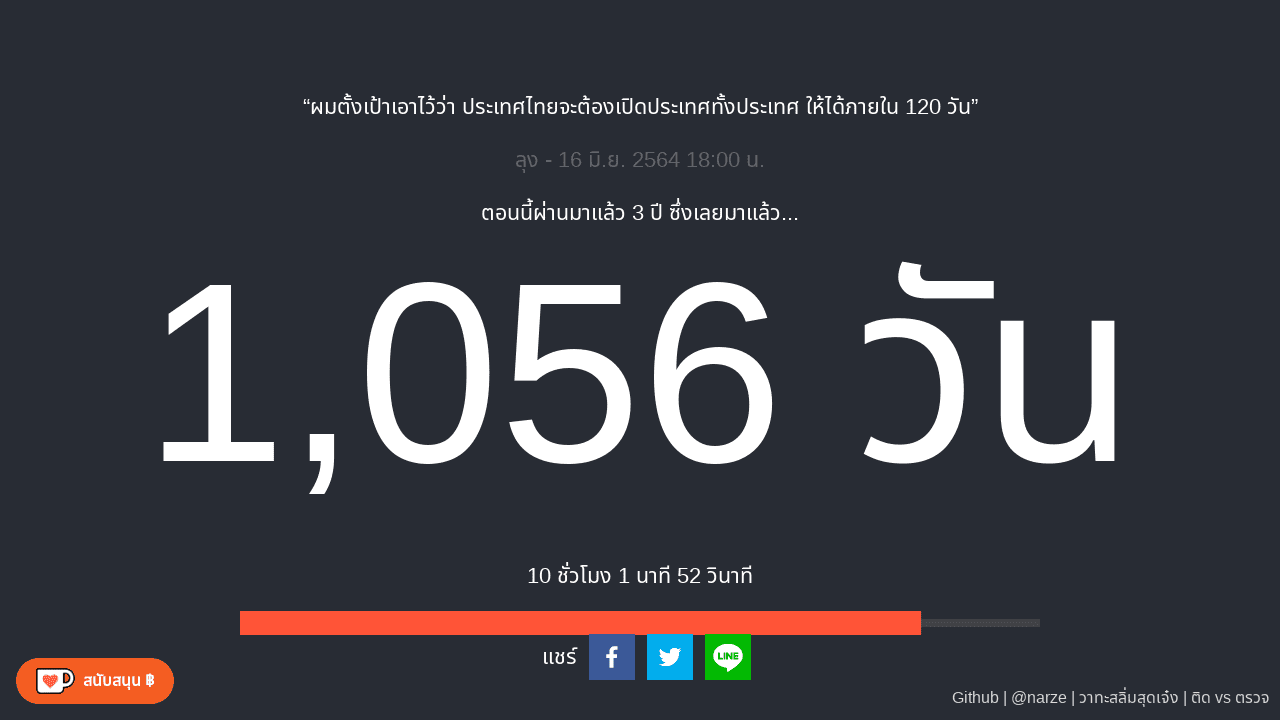 “ผมตั้งเป้าเอาไว้ว่า ประเทศไทยจะต้องเปิดประเทศทั้งประเทศ ให้ได้ภายใน 120 วัน”
ลุง - 16 มิ.ย. 2564 18:00 น.
ตอนนี้ผ่านมาแล้ว 3 ปี ซึ่งเลยมาแล้ว...
1,056 วัน
10 ชั่วโมง 1 นาที 52 วินาที
แชร์
LINE
สนับสนุน ฿
Github | @narze | วาทะสลิ่มสุดเจ๋ง | ติด vs ตรวจ